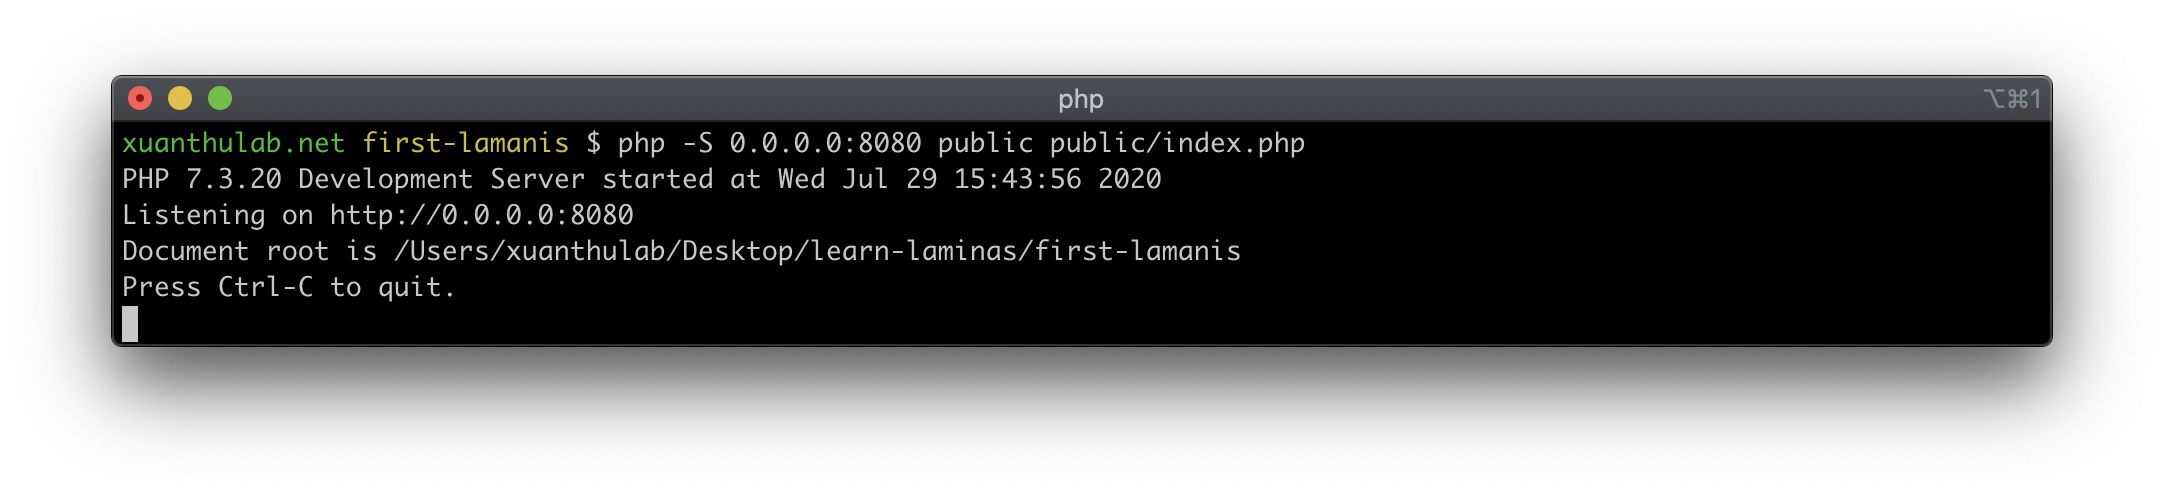 php
⌥⌘1
xuanthulab.net first-lamanis $ php -S 0.0.0.0:8080 public public/index.php
PHP 7.3.20 Development Server started at Wed Jul 29 15:43:56 2020
Listening on http://0.0.0.0:8080
Document root is /Users/xuanthulab/Desktop/learn-laminas/first-lamanis
Press Ctrl-C to quit.